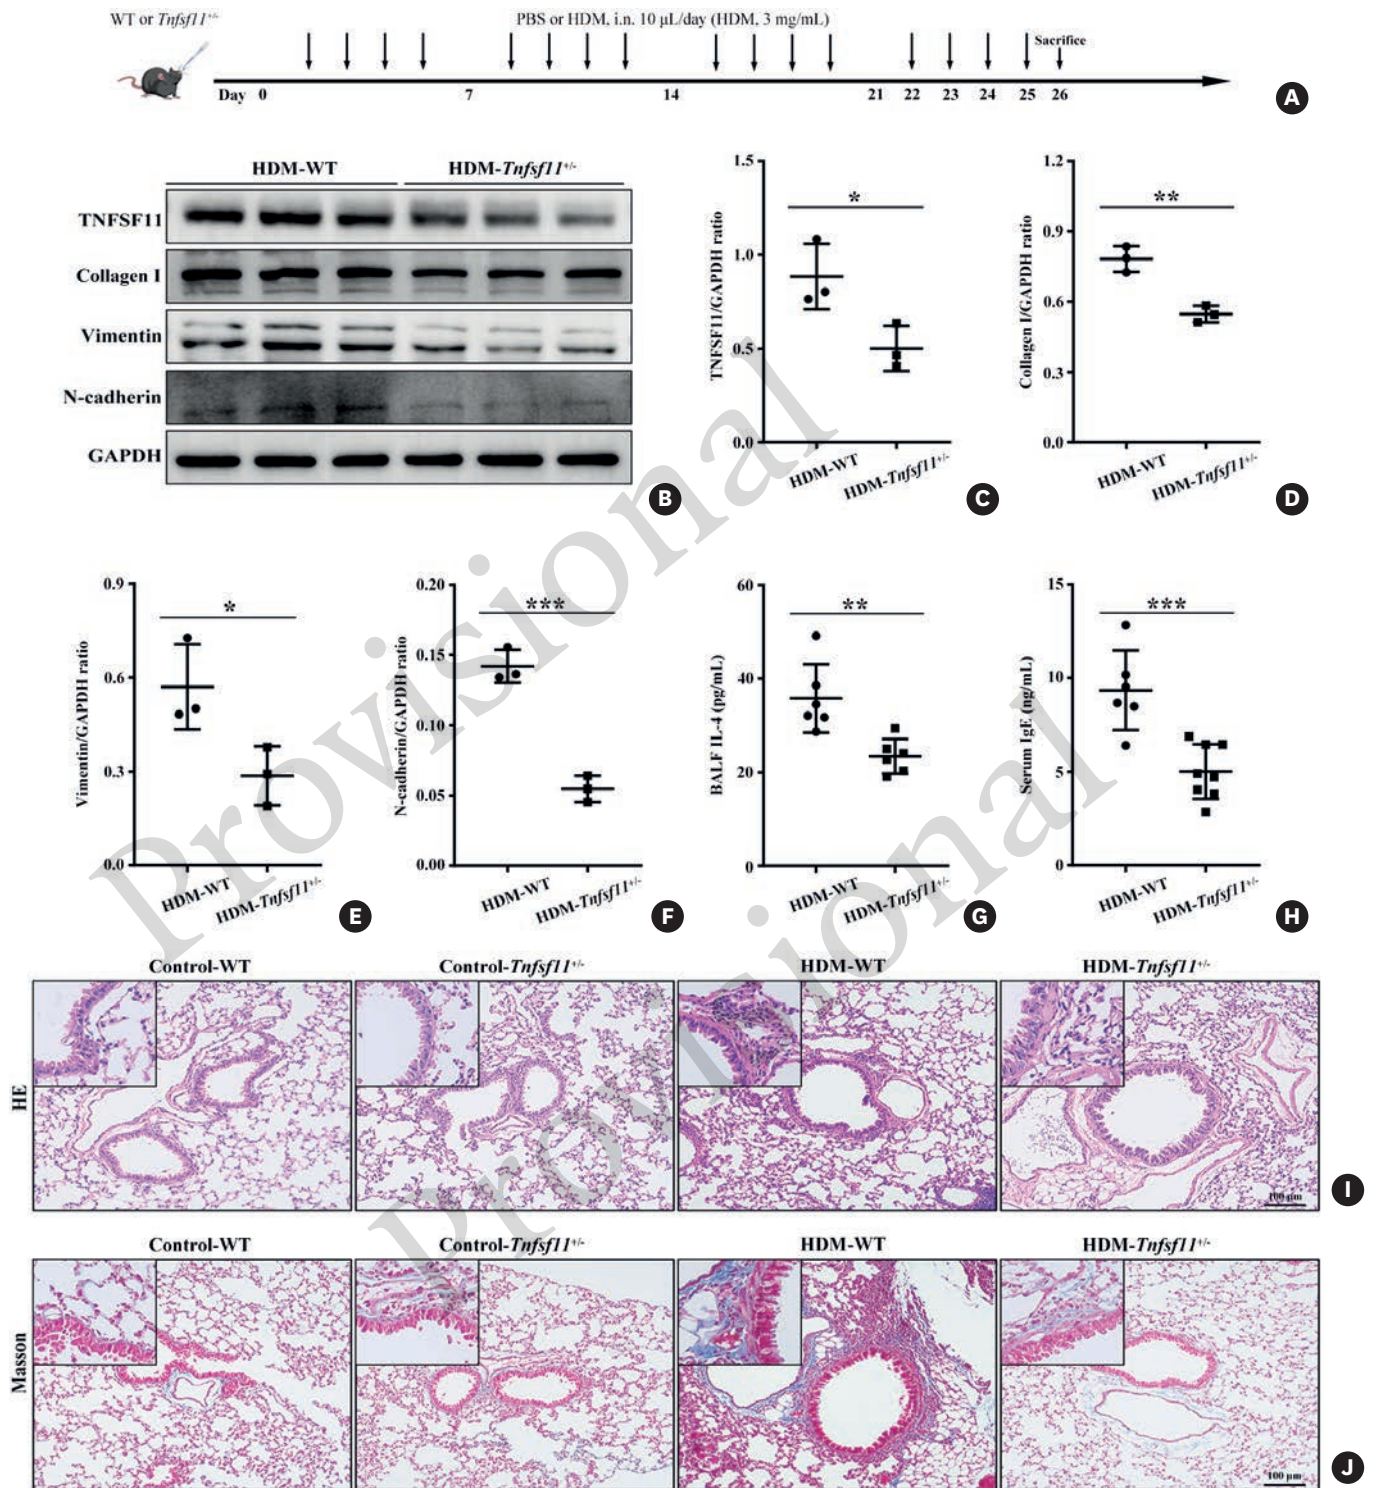 WT or Tnfsf11+/-
PBS or HDM, i.n. 10 μL/day (HDM, 3 mg/mL)
Sacrifice
Day 0 7 14 21 22 23 24 25 26
A
HDM-WT HDM-Tnfsf11+/-
TNFSF11
Collagen I
Vimentin
N-cadherin
GAPDH
B
TNFSF11/GAPDH ratio
1.5
1.0
0.5
0.0
*
HDM-WT
HDM-Tnfsf11+/-
C
Collagen I/GAPDH ratio
1.2
0.9
0.6
0.3
0.0
**
HDM-WT
HDM-Tnfsf11+/-
D
Vimentin/GAPDH ratio
0.9
0.6
0.3
0.0
*
HDM-WT
HDM-Tnfsf11+/-
E
N-cadherin/GAPDH ratio
0.20
0.15
0.10
0.05
0.00
***
HDM-WT
HDM-Tnfsf11+/-
F
BALF IL-4 (pg/mL)
60
40
20
0
**
HDM-WT
HDM-Tnfsf11+/-
G
Serum IgE (ng/mL)
15
10
5
0
***
HDM-WT
HDM-Tnfsf11+/-
H
Control-WT Control-Tnfsf11+/- HDM-WT HDM-Tnfsf11+/-
HE
100 μm
I
Control-WT Control-Tnfsf11+/- HDM-WT HDM-Tnfsf11+/-
Masson
100 μm
J
Provisional
Provisional